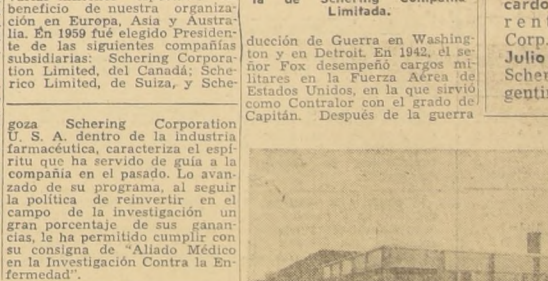 beneficio de nuestra organiza-
ción en Europa, Asia y Austra-
lia. En 1959 fué elegido Presiden-
te de las siguientes compañías
subsidiarias: Schering Corpora-
tion Limited, del Canadá; Sche-
rico Limited, de Suiza, y Sche-
goza Schering Corporation
U. S. A. dentro de la industria
farmacéutica, caracteriza el espí-
ritu que ha servido de guía a la
compañía en el pasado. Lo avan-
zado de su programa, al seguir
la política de reinvertir en el
campo de la investigación un
gran porcentaje de sus ganan-
cias, le ha permitido cumplir con
su consigna de "Aliado Médico
en la Investigación Contra la En-
fermedad".
Limitada.
ducción de Guerra en Washing-
ton y en Detroit. En 1942, el se-
ñor Fox desempeñó cargos mi-
litares en la Fuerza Aérea de
Estados Unidos, en la que sirvió
como Contralor con el grado de
Capitán. Después de la guerra
cardo
ren
Corp.
Julio
Scher
gentin